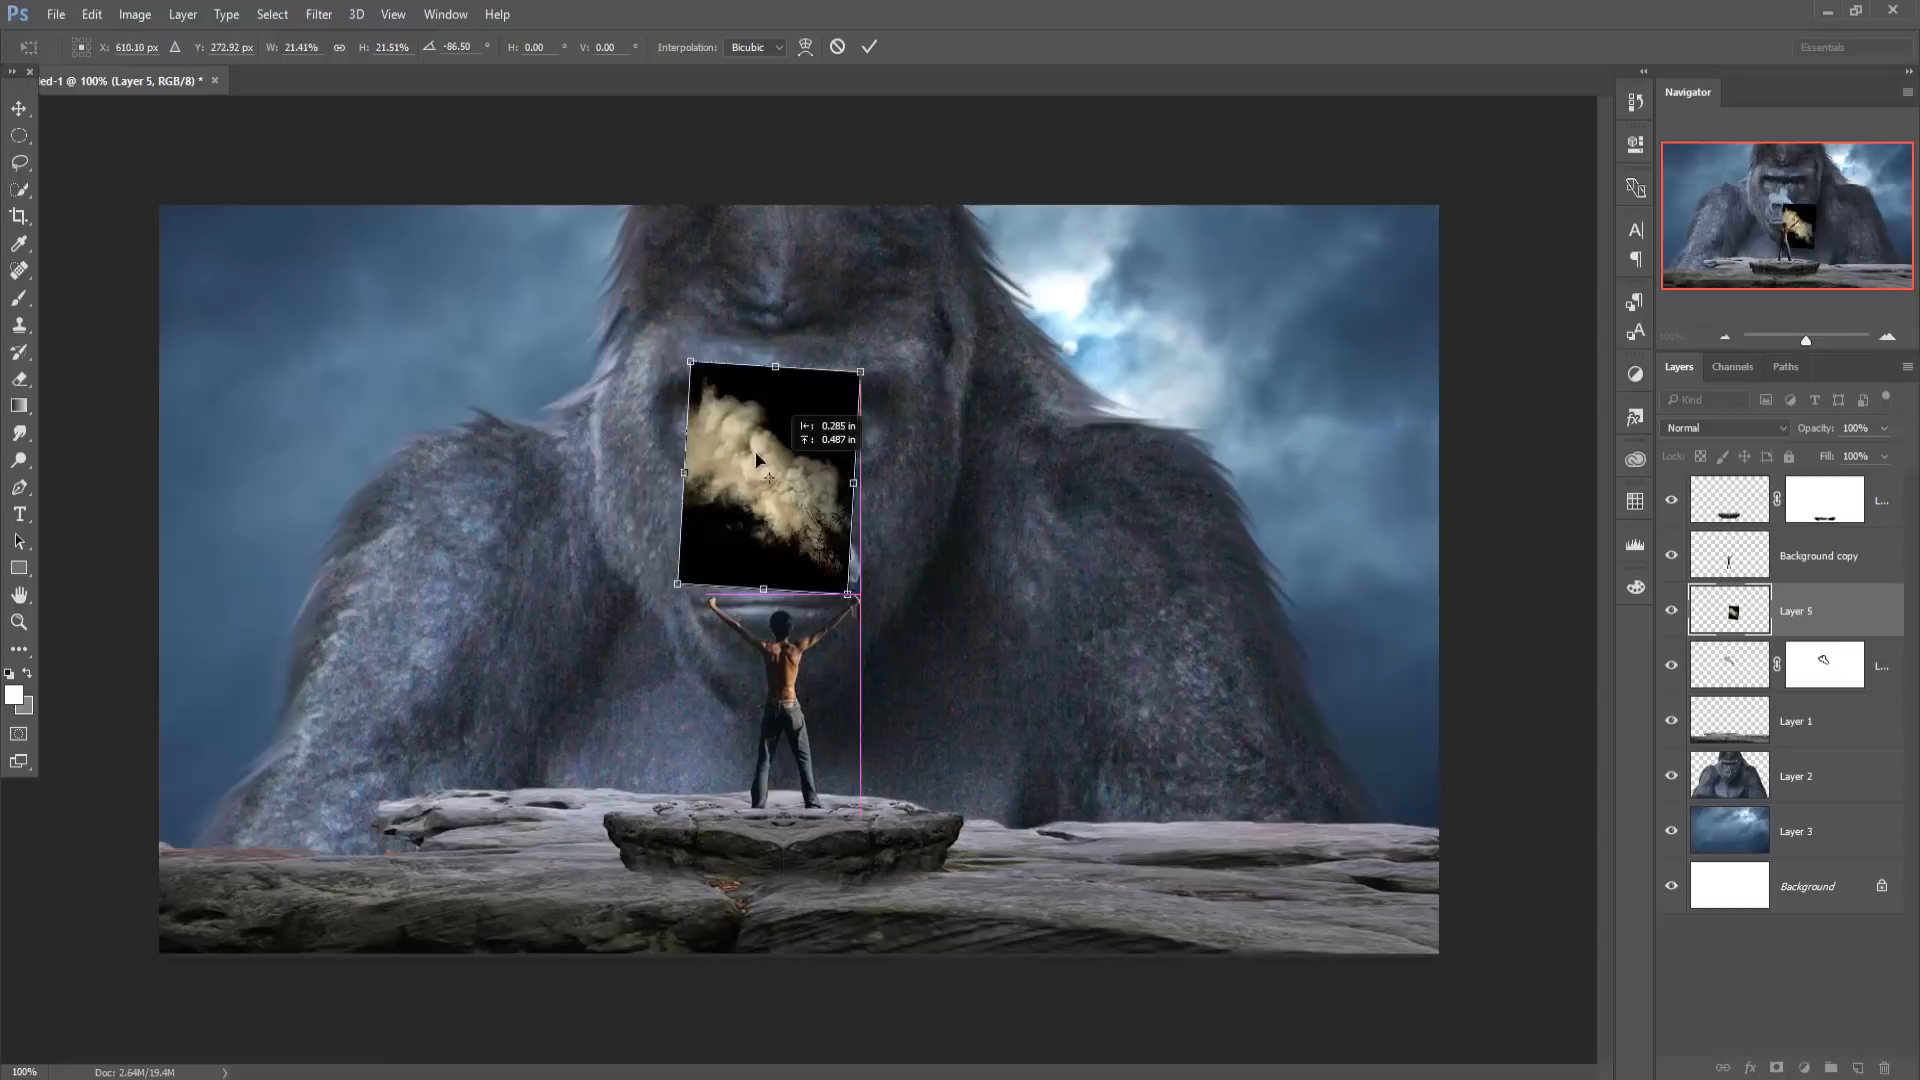 Ps File Edit Image Layer Type Select Filter 3D View Window Help
X: 610.10 px Y: 272.92 px W: 21.41% H: 21.51% -86.50 ° H: 0.00 ° V: 0.00 ° Interpolation: Bicubic Essentials
ed-1 @ 100% (Layer 5, RGB/8) * ×
Navigator
100%
Layers Channels Paths
Kind
Normal Opacity: 100%
Lock: Fill: 100%
L...
Background copy
Layer 5
L...
Layer 1
Layer 2
Layer 3
Background
0.285 in
0.487 in
100% Doc: 2.64M/19.4M